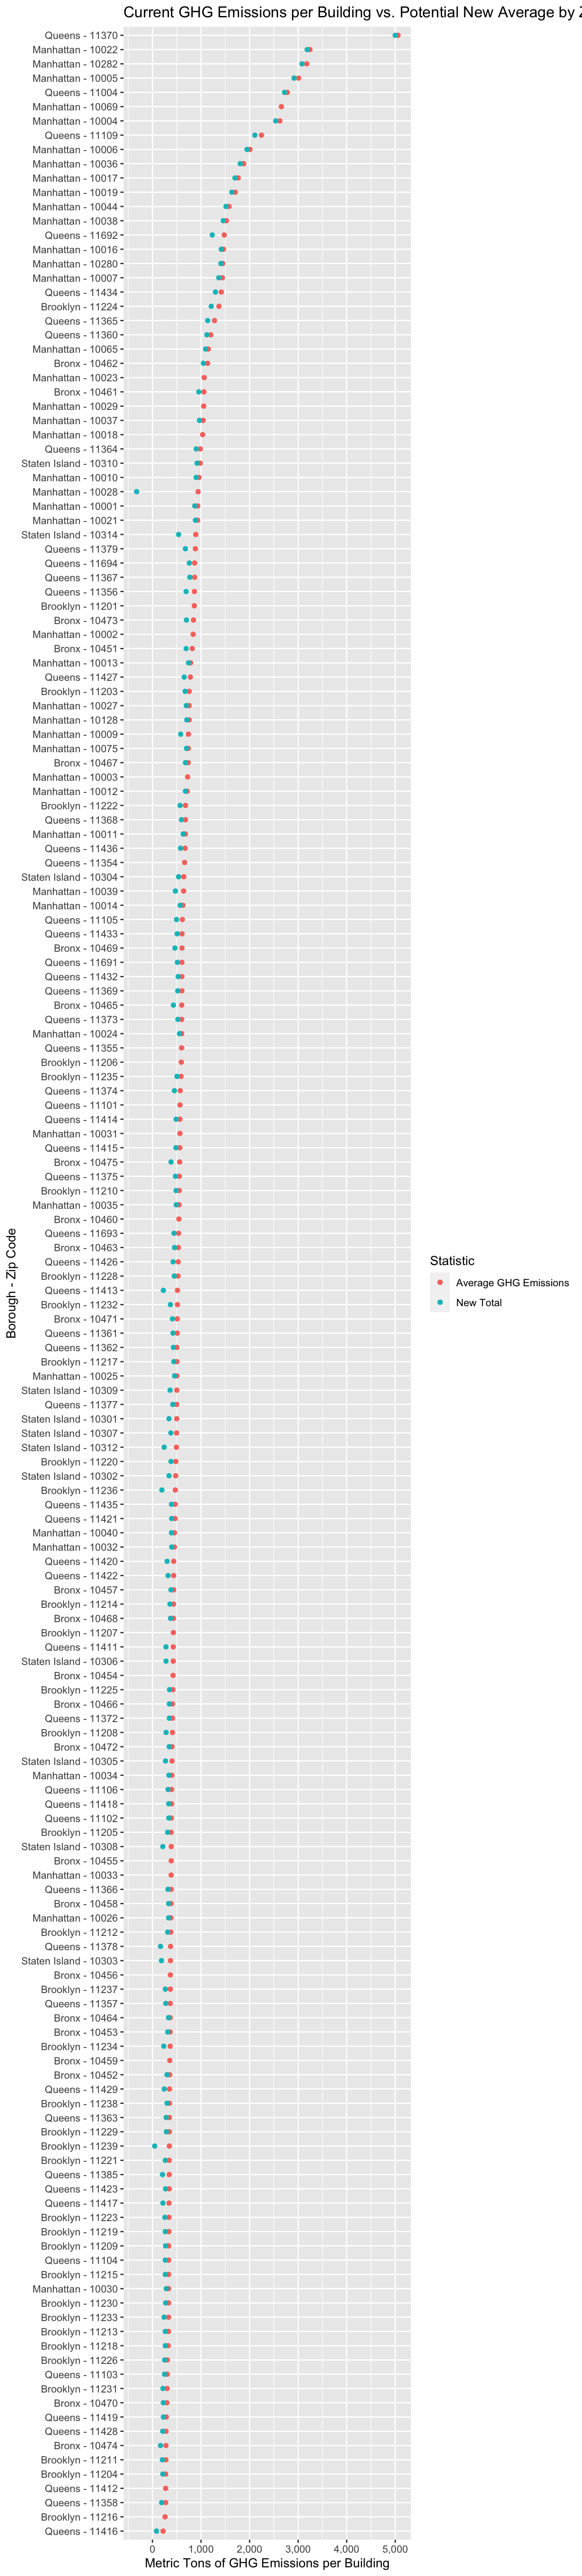 Current GHG Emissions per Building vs. Potential New Average by Z
Queens - 11370
Manhattan - 10022
Manhattan - 10282
Manhattan - 10005
Queens - 11004
Manhattan - 10069
Manhattan - 10004
Queens - 11109
Manhattan - 10006
Manhattan - 10036
Manhattan - 10017
Manhattan - 10019
Manhattan - 10044
Manhattan - 10038
Queens - 11692
Manhattan - 10016
Manhattan - 10280
Manhattan - 10007
Queens - 11434
Brooklyn - 11224
Queens - 11365
Queens - 11360
Manhattan - 10065
Bronx - 10462
Manhattan - 10023
Bronx - 10461
Manhattan - 10029
Manhattan - 10037
Manhattan - 10018
Queens - 11364
Staten Island - 10310
Manhattan - 10010
Manhattan - 10028
Manhattan - 10001
Manhattan - 10021
Staten Island - 10314
Queens - 11379
Queens - 11694
Queens - 11367
Queens - 11356
Brooklyn - 11201
Bronx - 10473
Manhattan - 10002
Bronx - 10451
Manhattan - 10013
Queens - 11427
Brooklyn - 11203
Manhattan - 10027
Manhattan - 10128
Manhattan - 10009
Manhattan - 10075
Bronx - 10467
Manhattan - 10003
Manhattan - 10012
Brooklyn - 11222
Queens - 11368
Manhattan - 10011
Queens - 11436
Queens - 11354
Staten Island - 10304
Manhattan - 10039
Manhattan - 10014
Queens - 11105
Queens - 11433
Bronx - 10469
Queens - 11691
Queens - 11432
Queens - 11369
Bronx - 10465
Queens - 11373
Manhattan - 10024
Queens - 11355
Brooklyn - 11206
Brooklyn - 11235
Queens - 11374
Queens - 11101
Queens - 11414
Manhattan - 10031
Queens - 11415
Bronx - 10475
Queens - 11375
Brooklyn - 11210
Manhattan - 10035
Bronx - 10460
Queens - 11693
Bronx - 10463
Queens - 11426
Brooklyn - 11228
Queens - 11413
Brooklyn - 11232
Bronx - 10471
Queens - 11361
Queens - 11362
Brooklyn - 11217
Manhattan - 10025
Staten Island - 10309
Queens - 11377
Staten Island - 10301
Staten Island - 10307
Staten Island - 10312
Brooklyn - 11220
Staten Island - 10302
Brooklyn - 11236
Queens - 11435
Queens - 11421
Manhattan - 10040
Manhattan - 10032
Queens - 11420
Queens - 11422
Bronx - 10457
Brooklyn - 11214
Bronx - 10468
Brooklyn - 11207
Queens - 11411
Staten Island - 10306
Bronx - 10454
Brooklyn - 11225
Bronx - 10466
Queens - 11372
Brooklyn - 11208
Bronx - 10472
Staten Island - 10305
Manhattan - 10034
Queens - 11106
Queens - 11418
Queens - 11102
Brooklyn - 11205
Staten Island - 10308
Bronx - 10455
Manhattan - 10033
Queens - 11366
Bronx - 10458
Manhattan - 10026
Brooklyn - 11212
Queens - 11378
Staten Island - 10303
Bronx - 10456
Brooklyn - 11237
Queens - 11357
Bronx - 10464
Bronx - 10453
Brooklyn - 11234
Bronx - 10459
Bronx - 10452
Queens - 11429
Brooklyn - 11238
Queens - 11363
Brooklyn - 11229
Brooklyn - 11239
Brooklyn - 11221
Queens - 11385
Queens - 11423
Queens - 11417
Brooklyn - 11223
Brooklyn - 11219
Brooklyn - 11209
Queens - 11104
Brooklyn - 11215
Manhattan - 10030
Brooklyn - 11230
Brooklyn - 11233
Brooklyn - 11213
Brooklyn - 11218
Brooklyn - 11226
Queens - 11103
Brooklyn - 11231
Bronx - 10470
Queens - 11419
Queens - 11428
Bronx - 10474
Brooklyn - 11211
Brooklyn - 11204
Queens - 11412
Queens - 11358
Brooklyn - 11216
Queens - 11416
0 1,000 2,000 3,000 4,000 5,000
Metric Tons of GHG Emissions per Building
Borough - Zip Code
Statistic
Average GHG Emissions
New Total